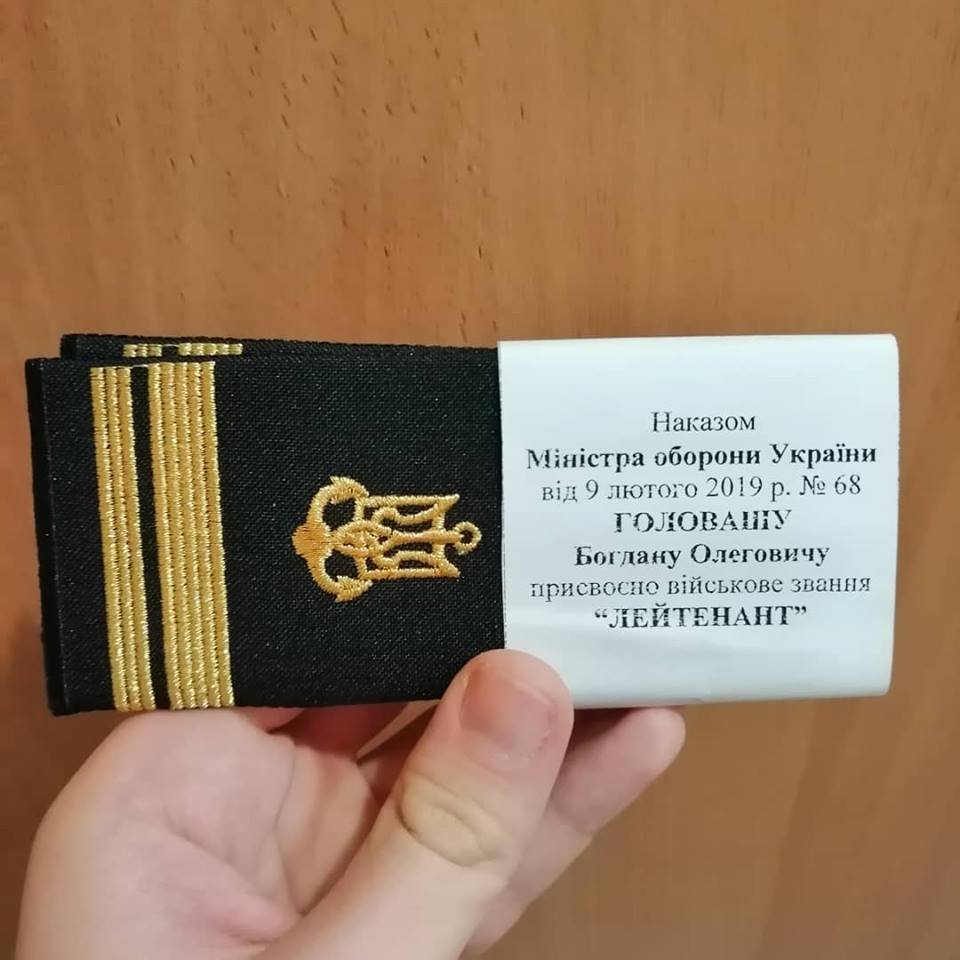 Наказом
Міністра оборони України
від 9 лютого 2019 р. № 68
ГОЛОВАШУ
Богдану Олеговичу
присвоєно військове звання
“ЛЕЙТЕНАНТ”